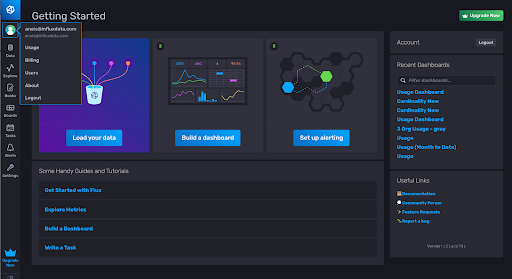 Getting Started
Upgrade Now
anais@influxdata.com
anais@influxdata.com
Usage
Billing
Users
About
Logout
Data
Explore
Books
Boards
Tasks
Alerts
Settings
Upgrade
Now
2
3
Load your data
Build a dashboard
Set up alerting
Some Handy Guides and Tutorials
Get Started with Flux
Explore Metrics
Build a Dashboard
Write a Task
Account
Logout
Recent Dashboards
Filter dashboards...
Usage Dashboard
Cardinality Now
Cardinality Now
Usage Dashboard
3 Org Usage - gray
Usage
Usage (Month to Date)
Usage
Useful Links
Documentation
Community Forum
Feature Requests
Report a bug
Version